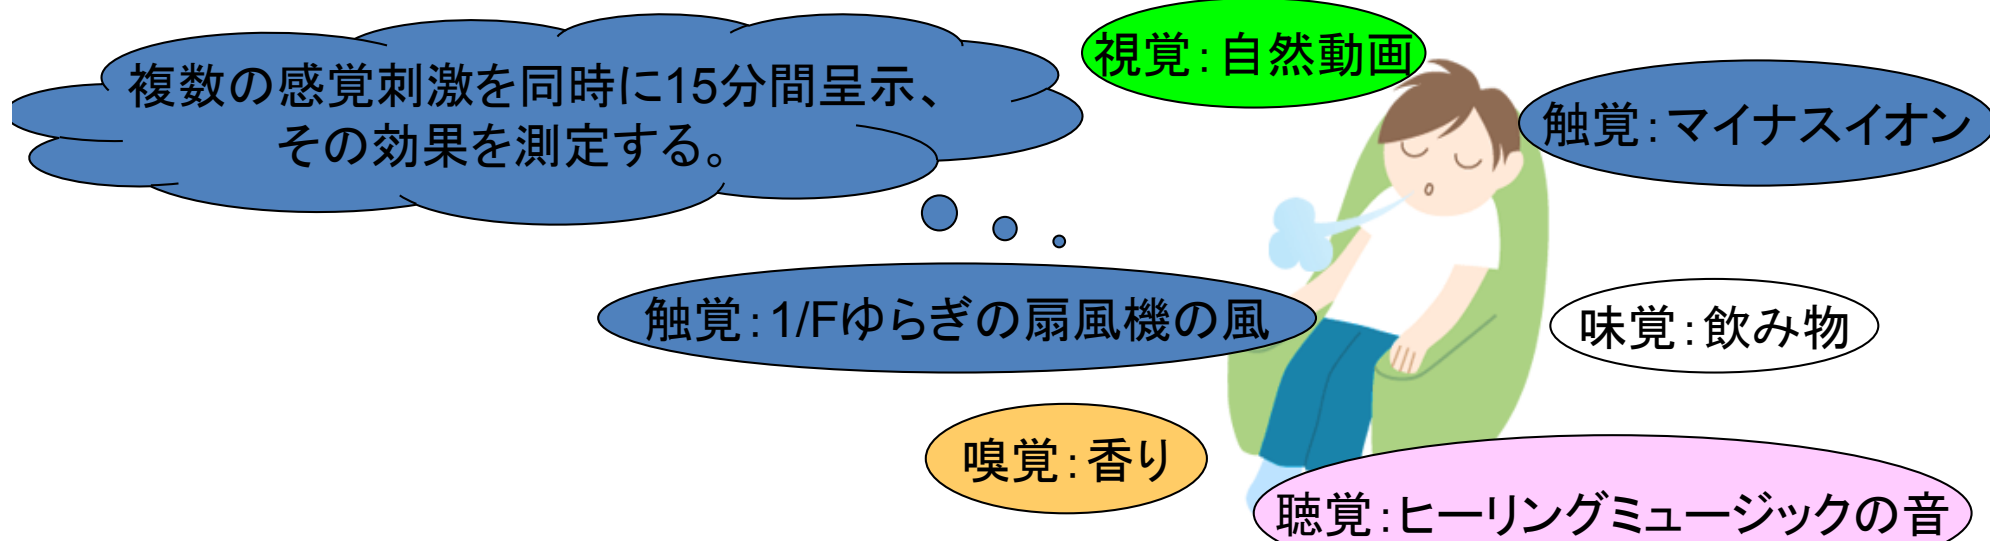 複数の感覚刺激を同時に15分間呈示、
その効果を測定する。
視覚：自然動画
触覚：マイナスイオン
触覚：1/Fゆらぎの扇風機の風
味覚：飲み物
嗅覚：香り
聴覚：ヒーリングミュージックの音